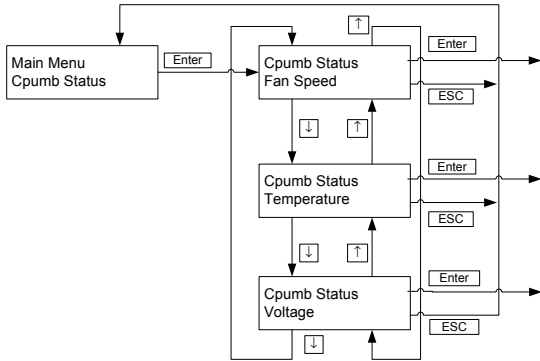 ↑
Main Menu
Cpumb Status
Enter
Cpumb Status
Fan Speed
Enter
ESC
↓
↑
Cpumb Status
Temperature
Enter
ESC
↓
↑
Cpumb Status
Voltage
Enter
ESC
↓